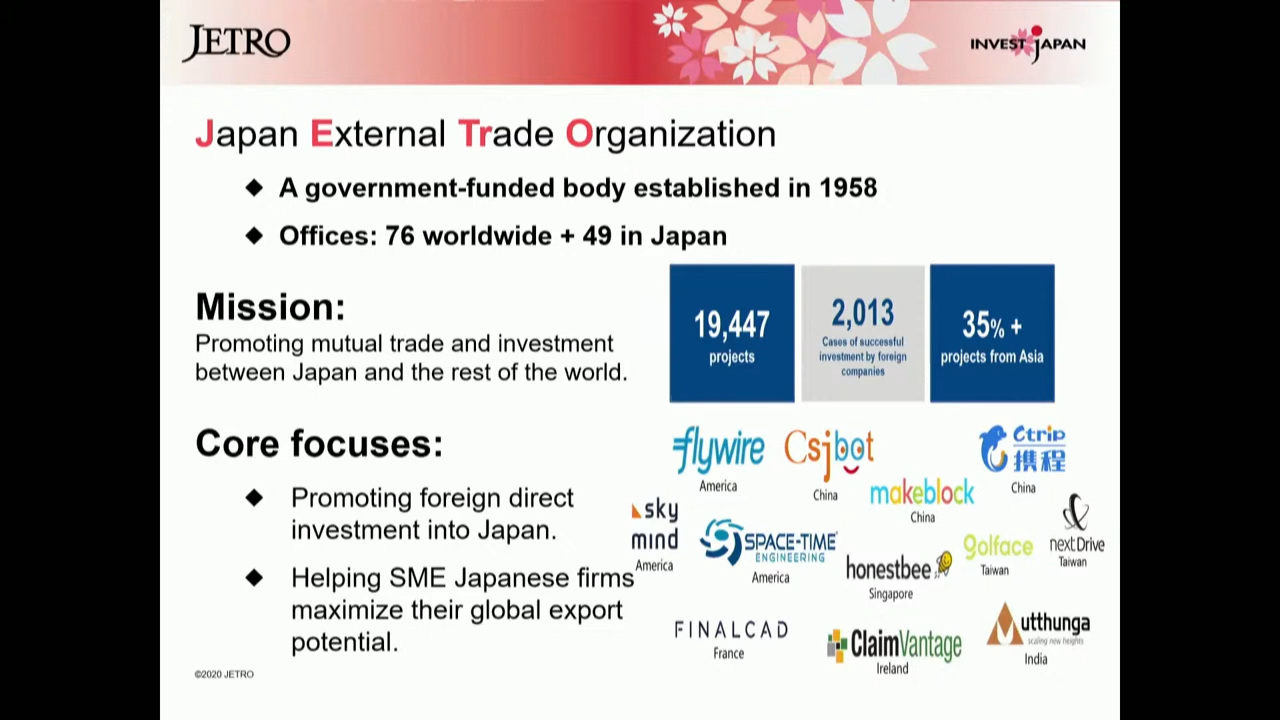 JETRO
INVEST JAPAN
Japan External Trade Organization
◆ A government-funded body established in 1958
◆ Offices: 76 worldwide + 49 in Japan
Mission:
Promoting mutual trade and investment
between Japan and the rest of the world.
19,447
projects
2,013
Cases of successful
investment by foreign
companies
35% +
projects from Asia
Core focuses:
◆ Promoting foreign direct
investment into Japan.
◆ Helping SME Japanese firms
maximize their global export
potential.
flywire
America
Csjbot
China
Ctrip
携程
China
makeblock
China
sky
mind
America
SPACE-TIME
ENGINEERING
America
honestbee
Singapore
golface
Taiwan
nextDrive
Taiwan
FINALCAD
France
ClaimVantage
Ireland
utthunga
scaling new heights
India
©2020 JETRO